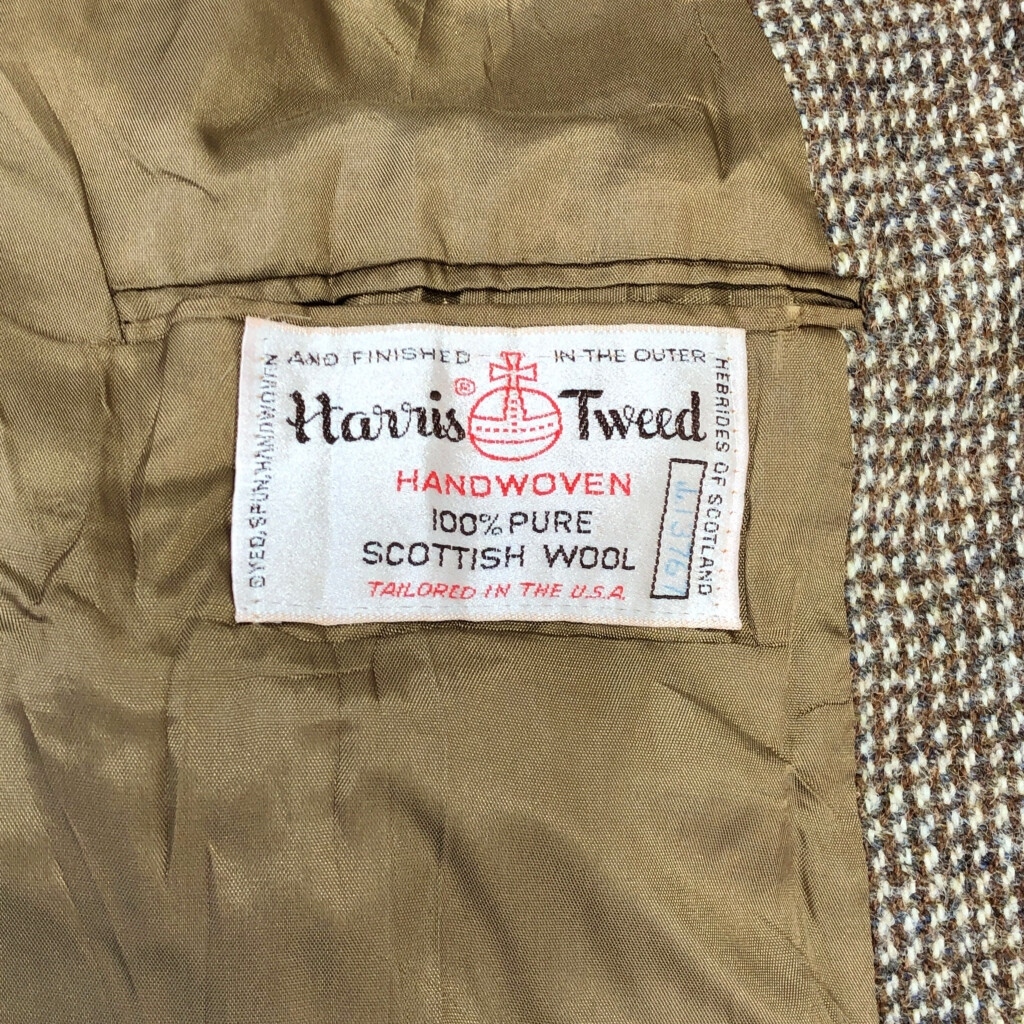 DYED, SPUN, HANDWOVEN
AND FINISHED
IN THE OUTER
HEBRIDES OF SCOTLAND
Harris® Tweed
HANDWOVEN
100% PURE
SCOTTISH WOOL
TAILORED IN THE U.S.A.